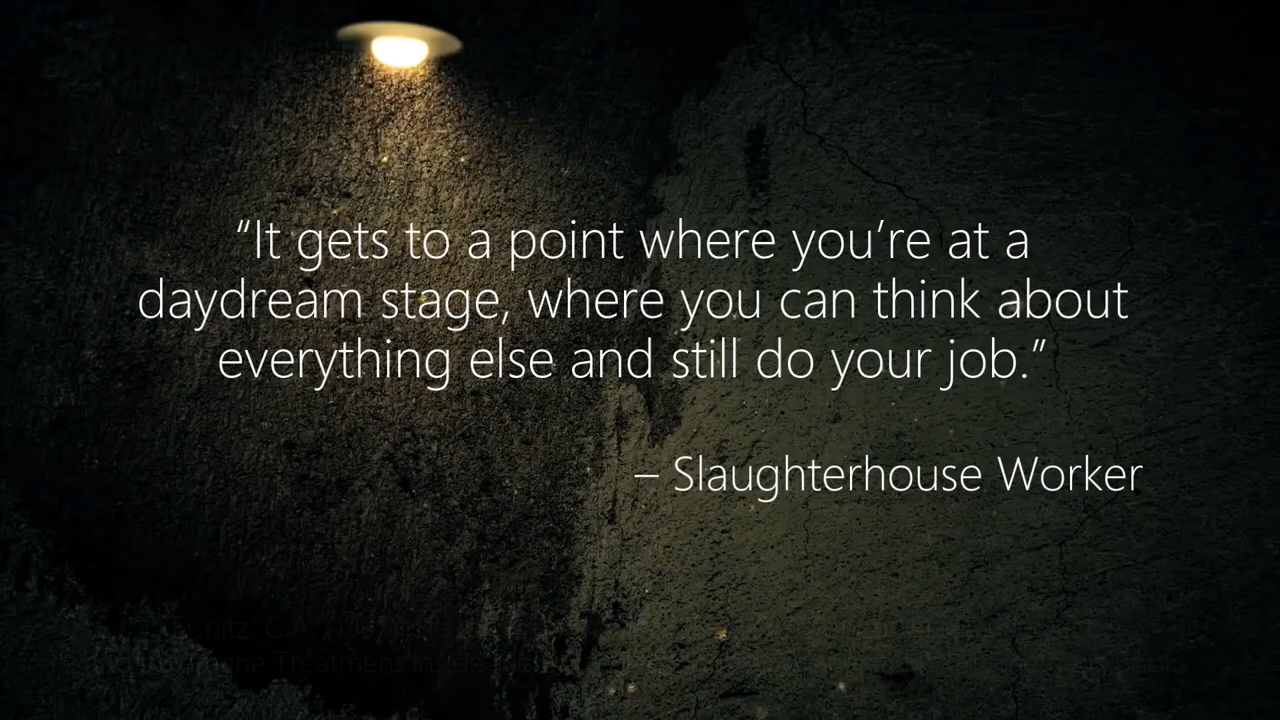 “It gets to a point where you’re at a
daydream stage, where you can think about
everything else and still do your job.”
– Slaughterhouse Worker
Treatment